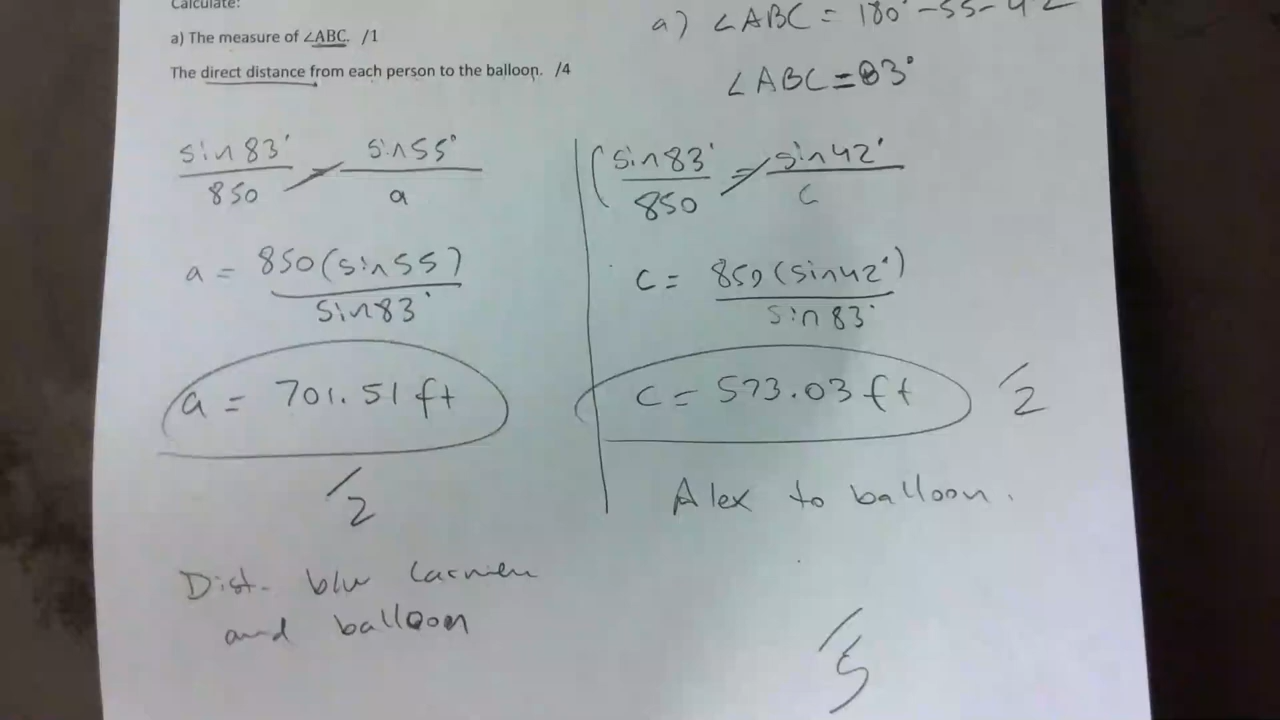 Calculate:
a) The measure of ∠ABC. /1
The direct distance from each person to the balloon. /4
a) ∠ABC = 180° - 55 - 42
∠ABC = 83°
sin 83° / 850 = sin 55° / a
a = 850 (sin 55) / sin 83°
a = 701.51 ft
/2
Dist. btw Carmen
and balloon
(sin 83° / 850 = sin 42° / c
c = 850 (sin 42°) / sin 83°
c = 573.03 ft
/2
Alex to balloon.
/5